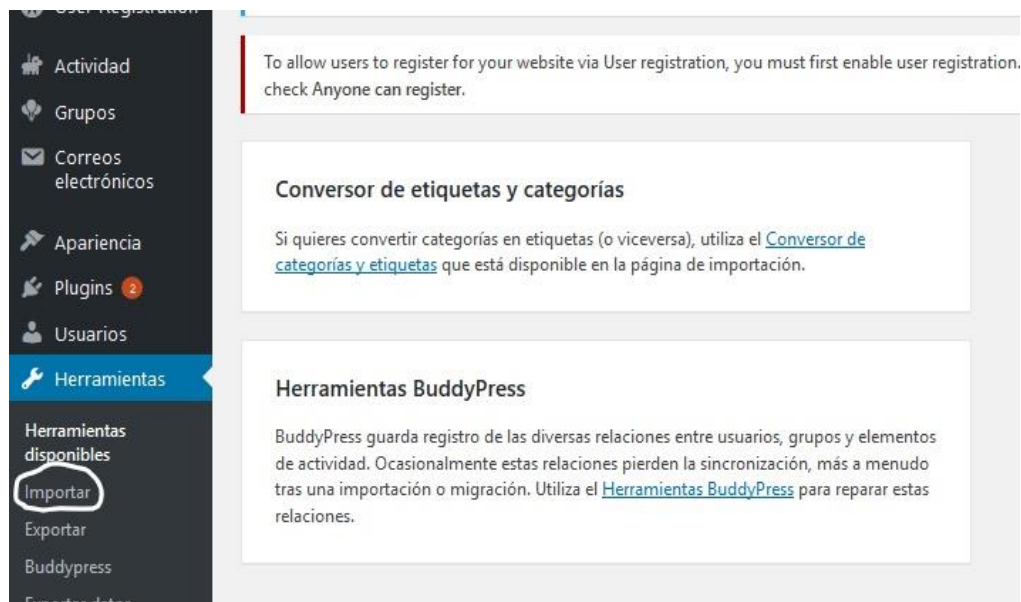 User Registration
Actividad
Grupos
Correos
electrónicos
Apariencia
Plugins 2
Usuarios
Herramientas
Herramientas
disponibles
Importar
Exportar
Buddypress
Exportar datos
To allow users to register for your website via User registration, you must first enable user registration.
check Anyone can register.
Conversor de etiquetas y categorías
Si quieres convertir categorías en etiquetas (o viceversa), utiliza el Conversor de
categorías y etiquetas que está disponible en la página de importación.
Herramientas BuddyPress
BuddyPress guarda registro de las diversas relaciones entre usuarios, grupos y elementos
de actividad. Ocasionalmente estas relaciones pierden la sincronización, más a menudo
tras una importación o migración. Utiliza el Herramientas BuddyPress para reparar estas
relaciones.